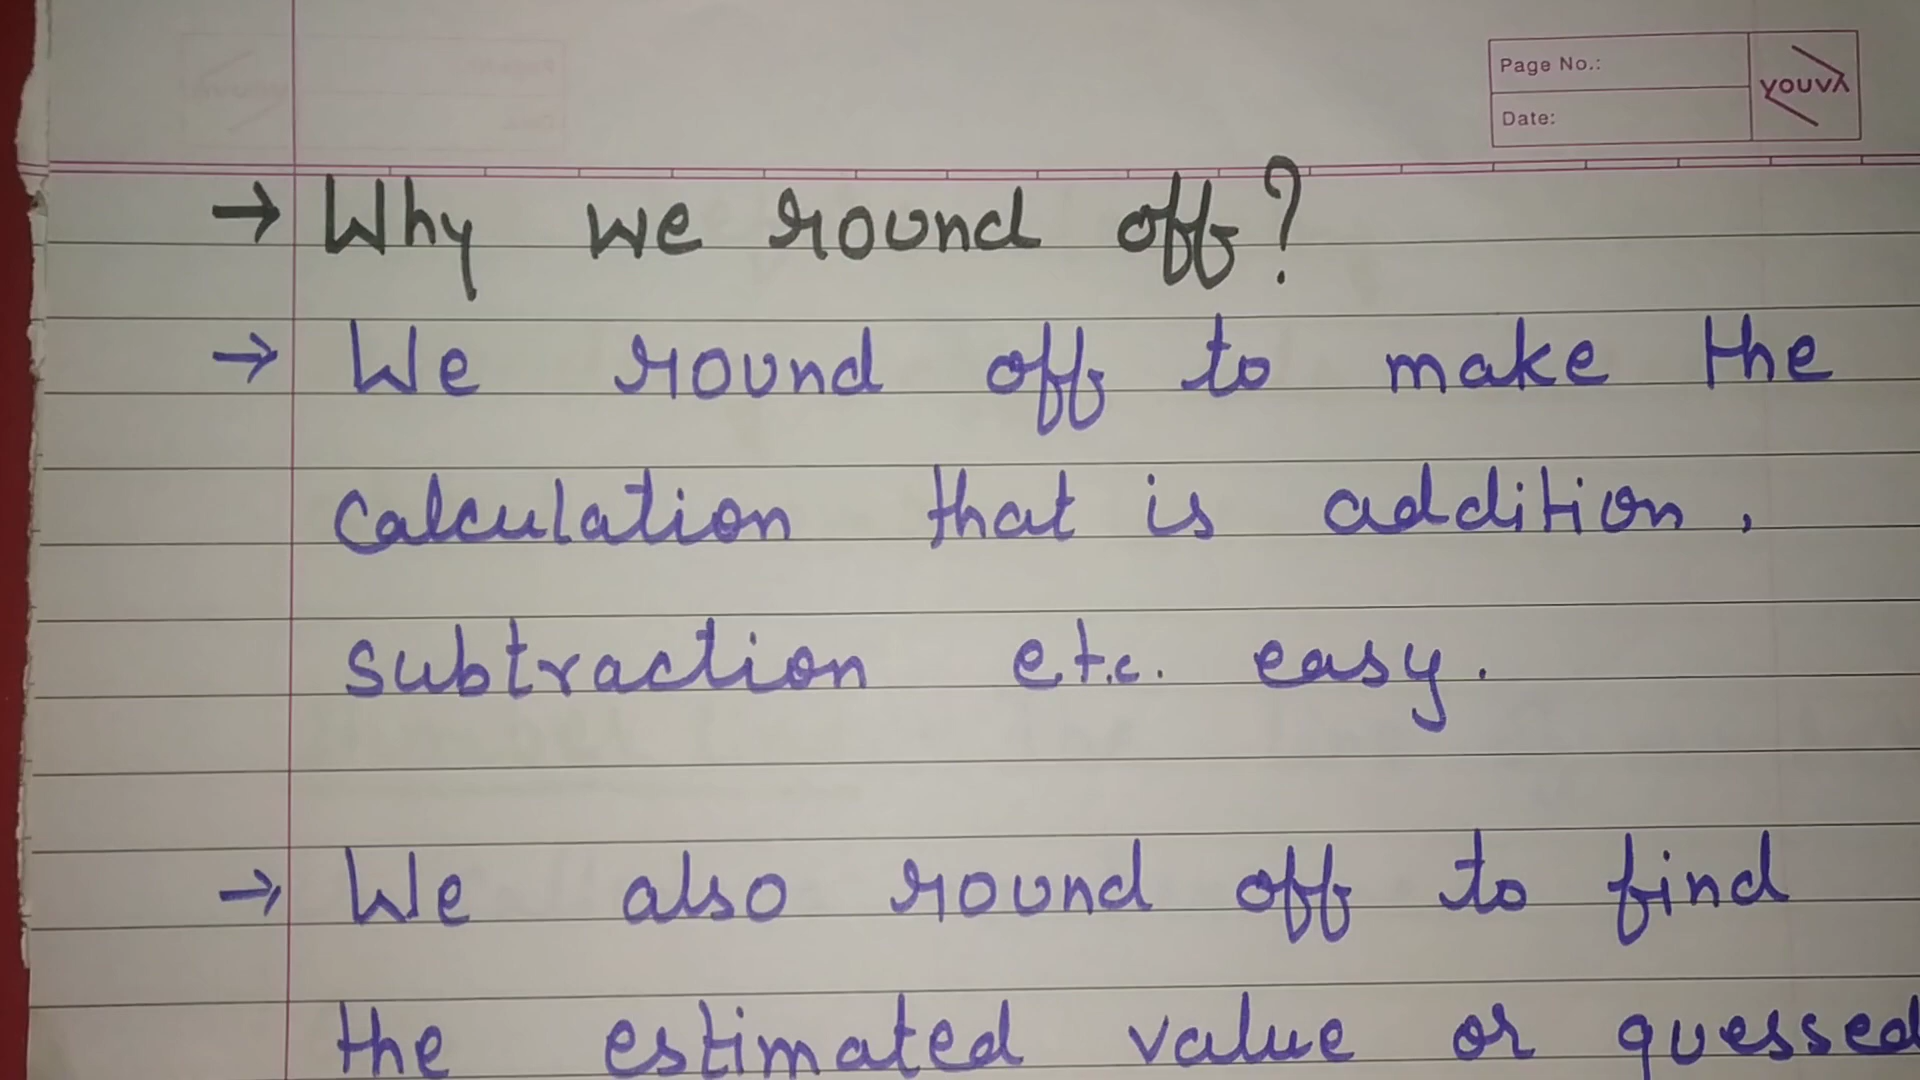 Page No.:
Date:
youva
→ Why we round off?
→ We round off to make the
calculation that is addition,
subtraction etc. easy.
→ We also round off to find
the estimated value or guessed